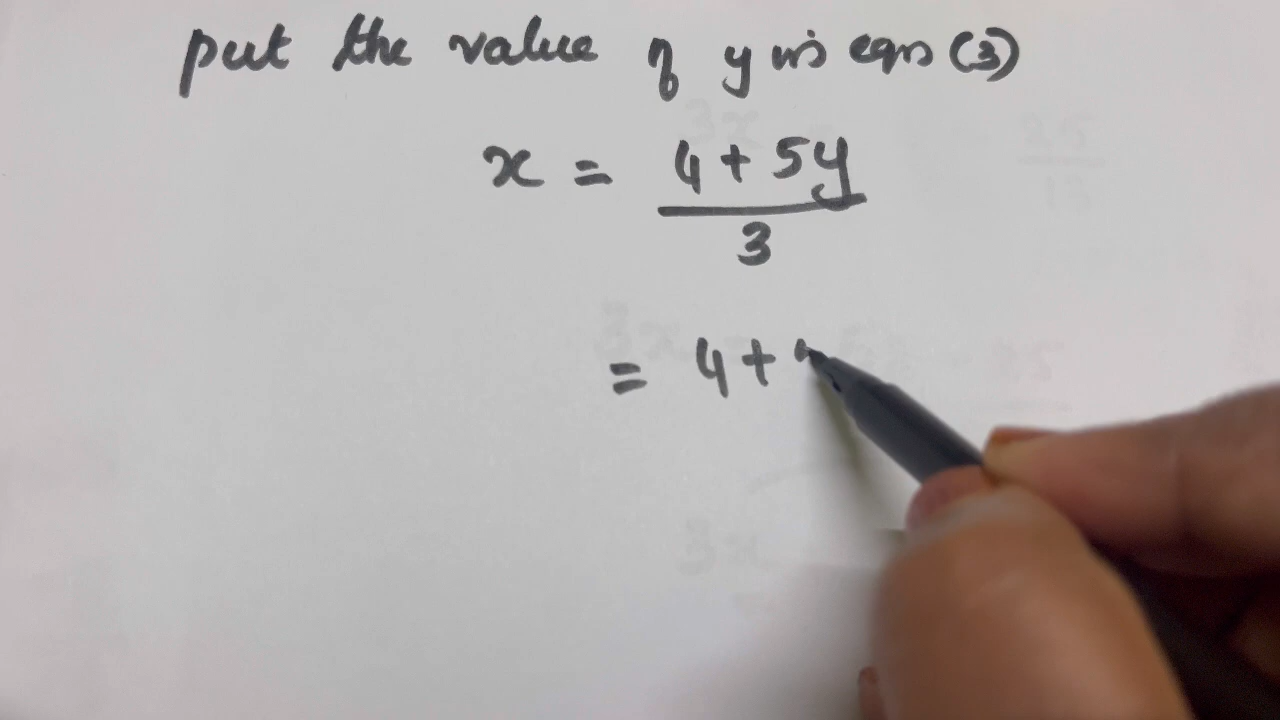 put the value of y in eqn (3)
x = 4 + 5y
3
= 4 +